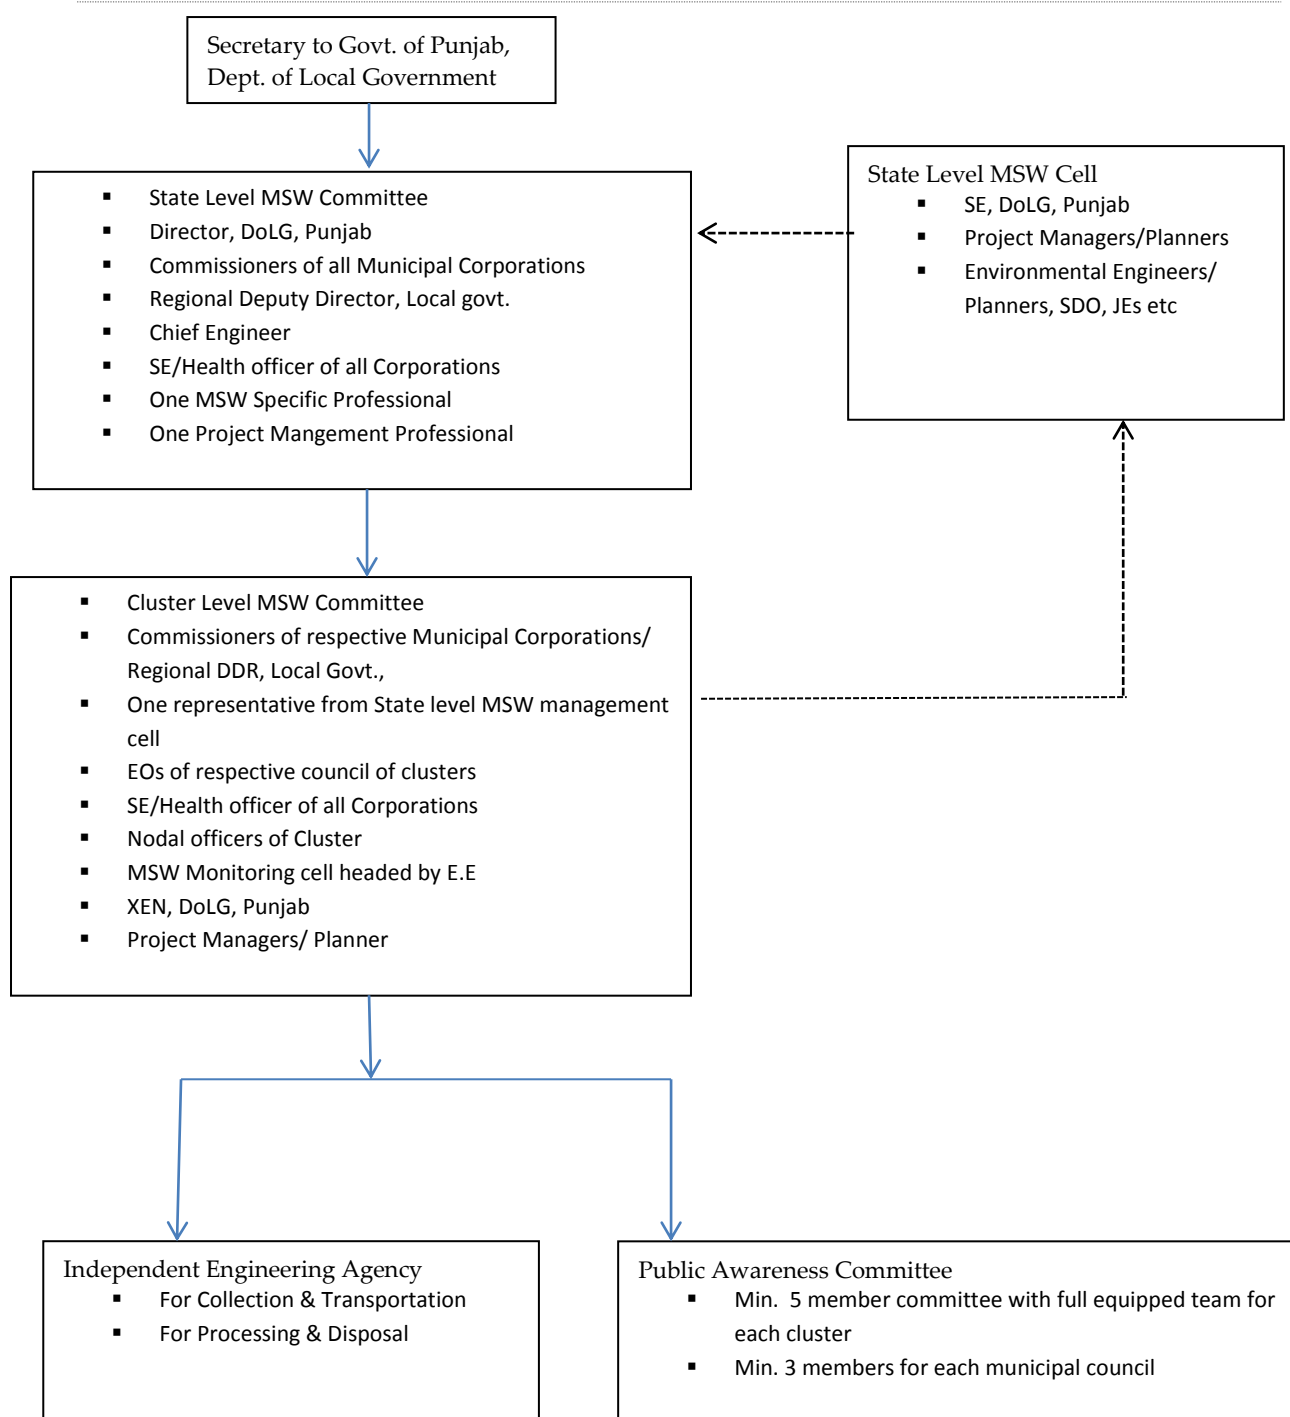 Secretary to Govt. of Punjab,
Dept. of Local Government
▪ State Level MSW Committee
▪ Director, DoLG, Punjab
▪ Commissioners of all Municipal Corporations
▪ Regional Deputy Director, Local govt.
▪ Chief Engineer
▪ SE/Health officer of all Corporations
▪ One MSW Specific Professional
▪ One Project Mangement Professional
State Level MSW Cell
▪ SE, DoLG, Punjab
▪ Project Managers/Planners
▪ Environmental Engineers/
Planners, SDO, JEs etc
▪ Cluster Level MSW Committee
▪ Commissioners of respective Municipal Corporations/
Regional DDR, Local Govt.,
▪ One representative from State level MSW management
cell
▪ EOs of respective council of clusters
▪ SE/Health officer of all Corporations
▪ Nodal officers of Cluster
▪ MSW Monitoring cell headed by E.E
▪ XEN, DoLG, Punjab
▪ Project Managers/ Planner
Independent Engineering Agency
▪ For Collection & Transportation
▪ For Processing & Disposal
Public Awareness Committee
▪ Min. 5 member committee with full equipped team for
each cluster
▪ Min. 3 members for each municipal council